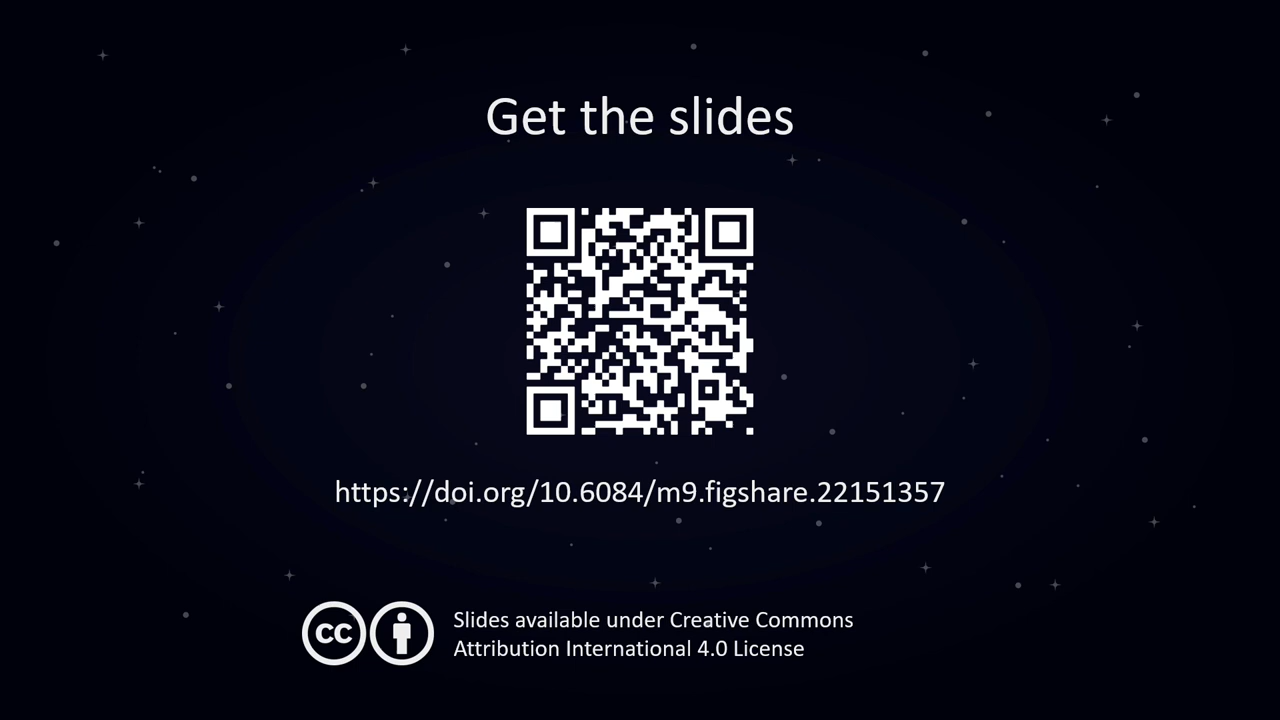 Get the slides
https://doi.org/10.6084/m9.figshare.22151357
cc
Slides available under Creative Commons
Attribution International 4.0 License